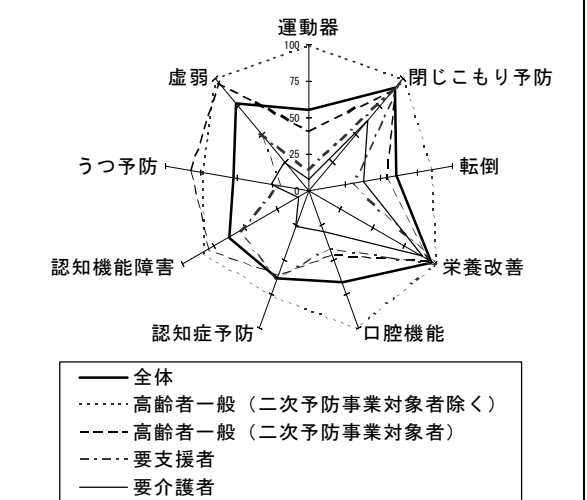 運動器
100
虚弱
閉じこもり予防
75
50
うつ予防
転倒
25
0
認知機能障害
栄養改善
認知症予防
口腔機能
全体
高齢者一般（二次予防事業対象者除く）
高齢者一般（二次予防事業対象者）
要支援者
要介護者